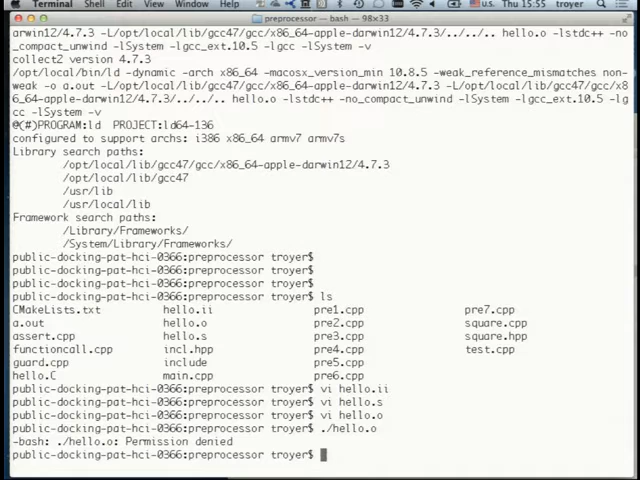 Terminal Shell Edit View Window Help Thu 15:55 troyer
preprocessor — bash — 98×33
arwin12/4.7.3 -L/opt/local/lib/gcc47/gcc/x86_64-apple-darwin12/4.7.3/../../.. hello.o -lstdc++ -no
_compact_unwind -lSystem -lgcc_ext.10.5 -lgcc -lSystem -v
collect2 version 4.7.3
/opt/local/bin/ld -dynamic -arch x86_64 -macosx_version_min 10.8.5 -weak_reference_mismatches non-
weak -o a.out -L/opt/local/lib/gcc47/gcc/x86_64-apple-darwin12/4.7.3 -L/opt/local/lib/gcc47/gcc/x8
6_64-apple-darwin12/4.7.3/../../.. hello.o -lstdc++ -no_compact_unwind -lSystem -lgcc_ext.10.5 -lg
cc -lSystem -v
@(#)PROGRAM:ld  PROJECT:ld64-136
configured to support archs: i386 x86_64 armv7 armv7s
Library search paths:
/opt/local/lib/gcc47/gcc/x86_64-apple-darwin12/4.7.3
/opt/local/lib/gcc47
/usr/lib
/usr/local/lib
Framework search paths:
/Library/Frameworks/
/System/Library/Frameworks/
public-docking-pat-hci-0366:preprocessor troyer$
public-docking-pat-hci-0366:preprocessor troyer$
public-docking-pat-hci-0366:preprocessor troyer$
public-docking-pat-hci-0366:preprocessor troyer$ ls
CMakeLists.txt hello.ii pre1.cpp pre7.cpp
a.out hello.o pre2.cpp square.cpp
assert.cpp hello.s pre3.cpp square.hpp
functioncall.cpp incl.hpp pre4.cpp test.cpp
guard.cpp include pre5.cpp
hello.C main.cpp pre6.cpp
public-docking-pat-hci-0366:preprocessor troyer$ vi hello.ii
public-docking-pat-hci-0366:preprocessor troyer$ vi hello.s
public-docking-pat-hci-0366:preprocessor troyer$ vi hello.o
public-docking-pat-hci-0366:preprocessor troyer$ ./hello.o
-bash: ./hello.o: Permission denied
public-docking-pat-hci-0366:preprocessor troyer$